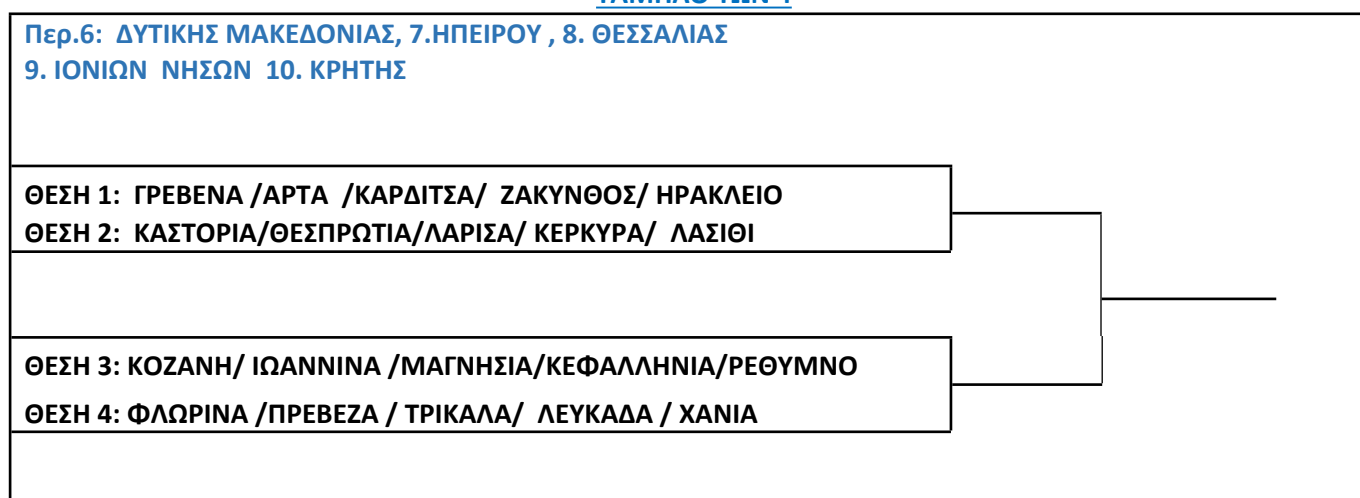 Περ.6: ΔΥΤΙΚΗΣ ΜΑΚΕΔΟΝΙΑΣ, 7.ΗΠΕΙΡΟΥ , 8. ΘΕΣΣΑΛΙΑΣ
9. ΙΟΝΙΩΝ ΝΗΣΩΝ 10. ΚΡΗΤΗΣ
ΘΕΣΗ 1: ΓΡΕΒΕΝΑ /ΑΡΤΑ /ΚΑΡΔΙΤΣΑ/ ΖΑΚΥΝΘΟΣ/ ΗΡΑΚΛΕΙΟ
ΘΕΣΗ 2: ΚΑΣΤΟΡΙΑ/ΘΕΣΠΡΩΤΙΑ/ΛΑΡΙΣΑ/ ΚΕΡΚΥΡΑ/ ΛΑΣΙΘΙ
ΘΕΣΗ 3: ΚΟΖΑΝΗ/ ΙΩΑΝΝΙΝΑ /ΜΑΓΝΗΣΙΑ/ΚΕΦΑΛΛΗΝΙΑ/ΡΕΘΥΜΝΟ
ΘΕΣΗ 4: ΦΛΩΡΙΝΑ /ΠΡΕΒΕΖΑ / ΤΡΙΚΑΛΑ/ ΛΕΥΚΑΔΑ / ΧΑΝΙΑ